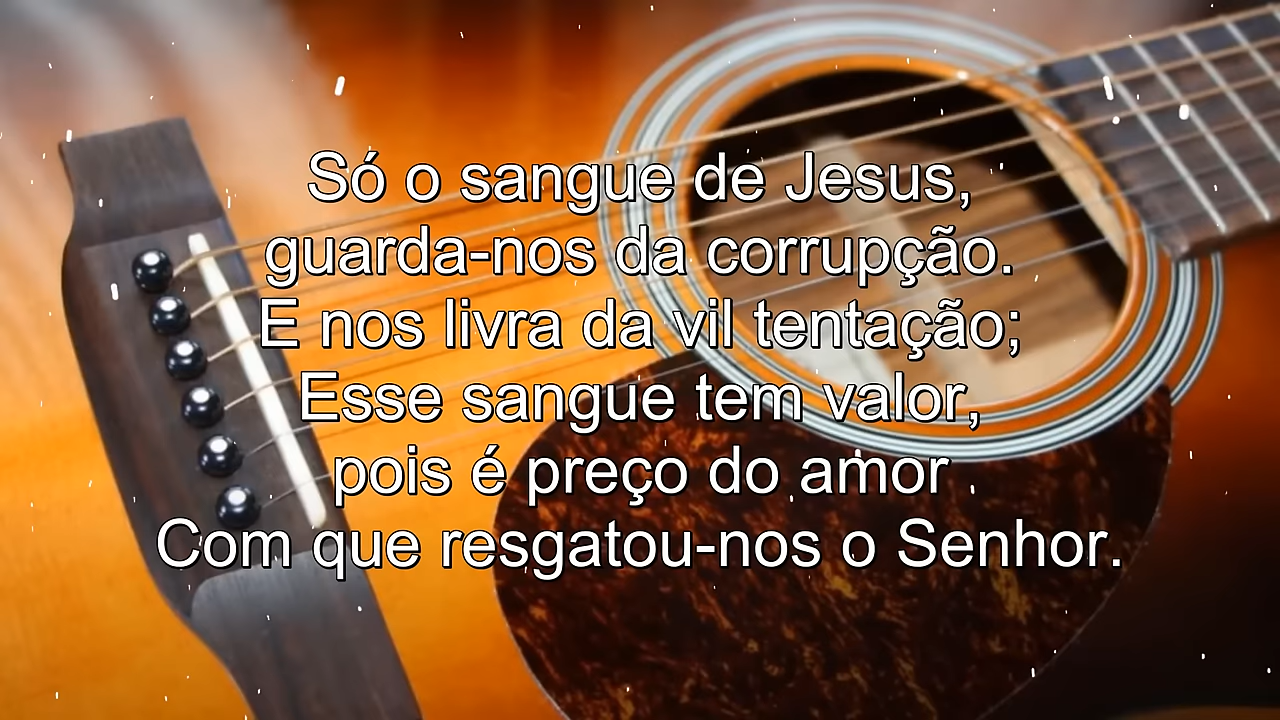 Só o sangue de Jesus,
guarda-nos da corrupção.
E nos livra da vil tentação;
Esse sangue tem valor,
pois é preço do amor
Com que resgatou-nos o Senhor.